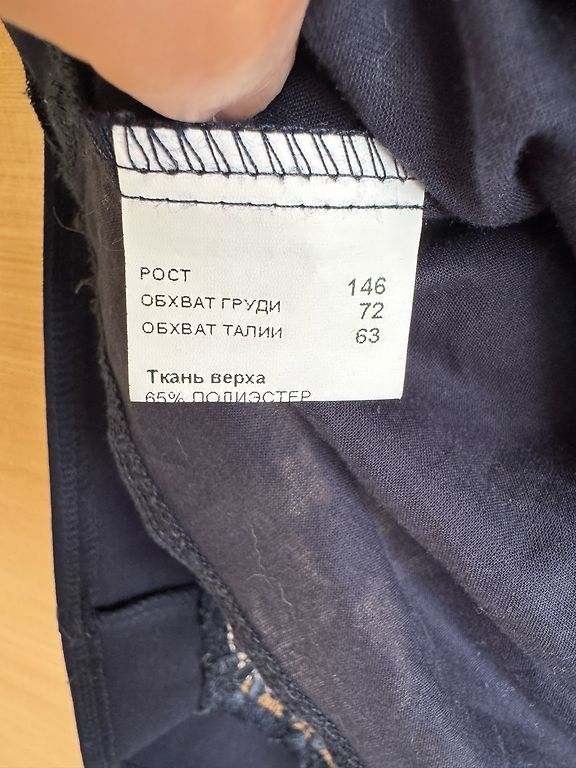 РОСТ 146
ОБХВАТ ГРУДИ 72
ОБХВАТ ТАЛИИ 63
Ткань верха
65% ПОЛИЭСТЕР